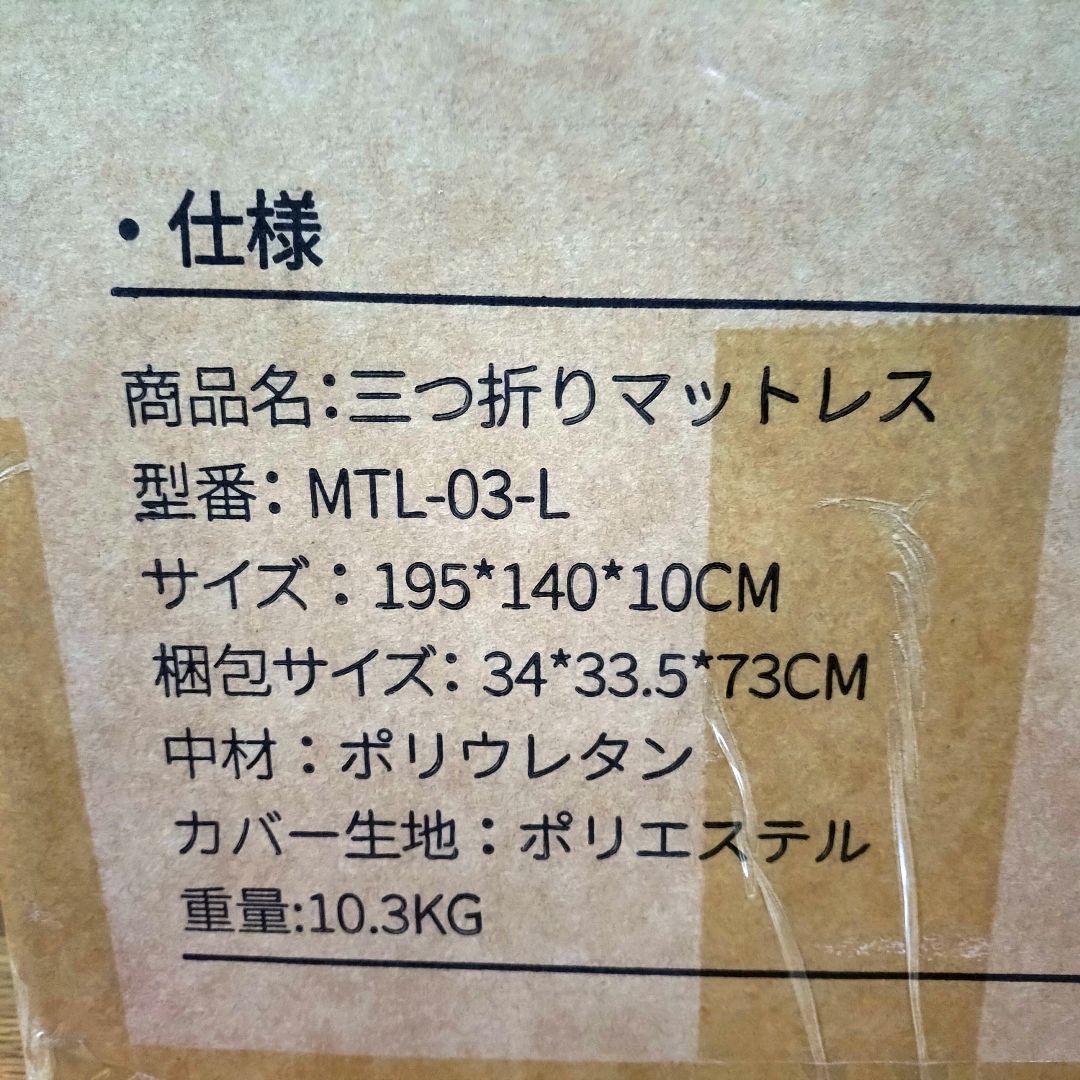 ・仕様
商品名:三つ折りマットレス
型番: MTL-03-L
サイズ：195*140*10CM
梱包サイズ: 34*33.5*73CM
中材：ポリウレタン
カバー生地：ポリエステル
重量:10.3KG